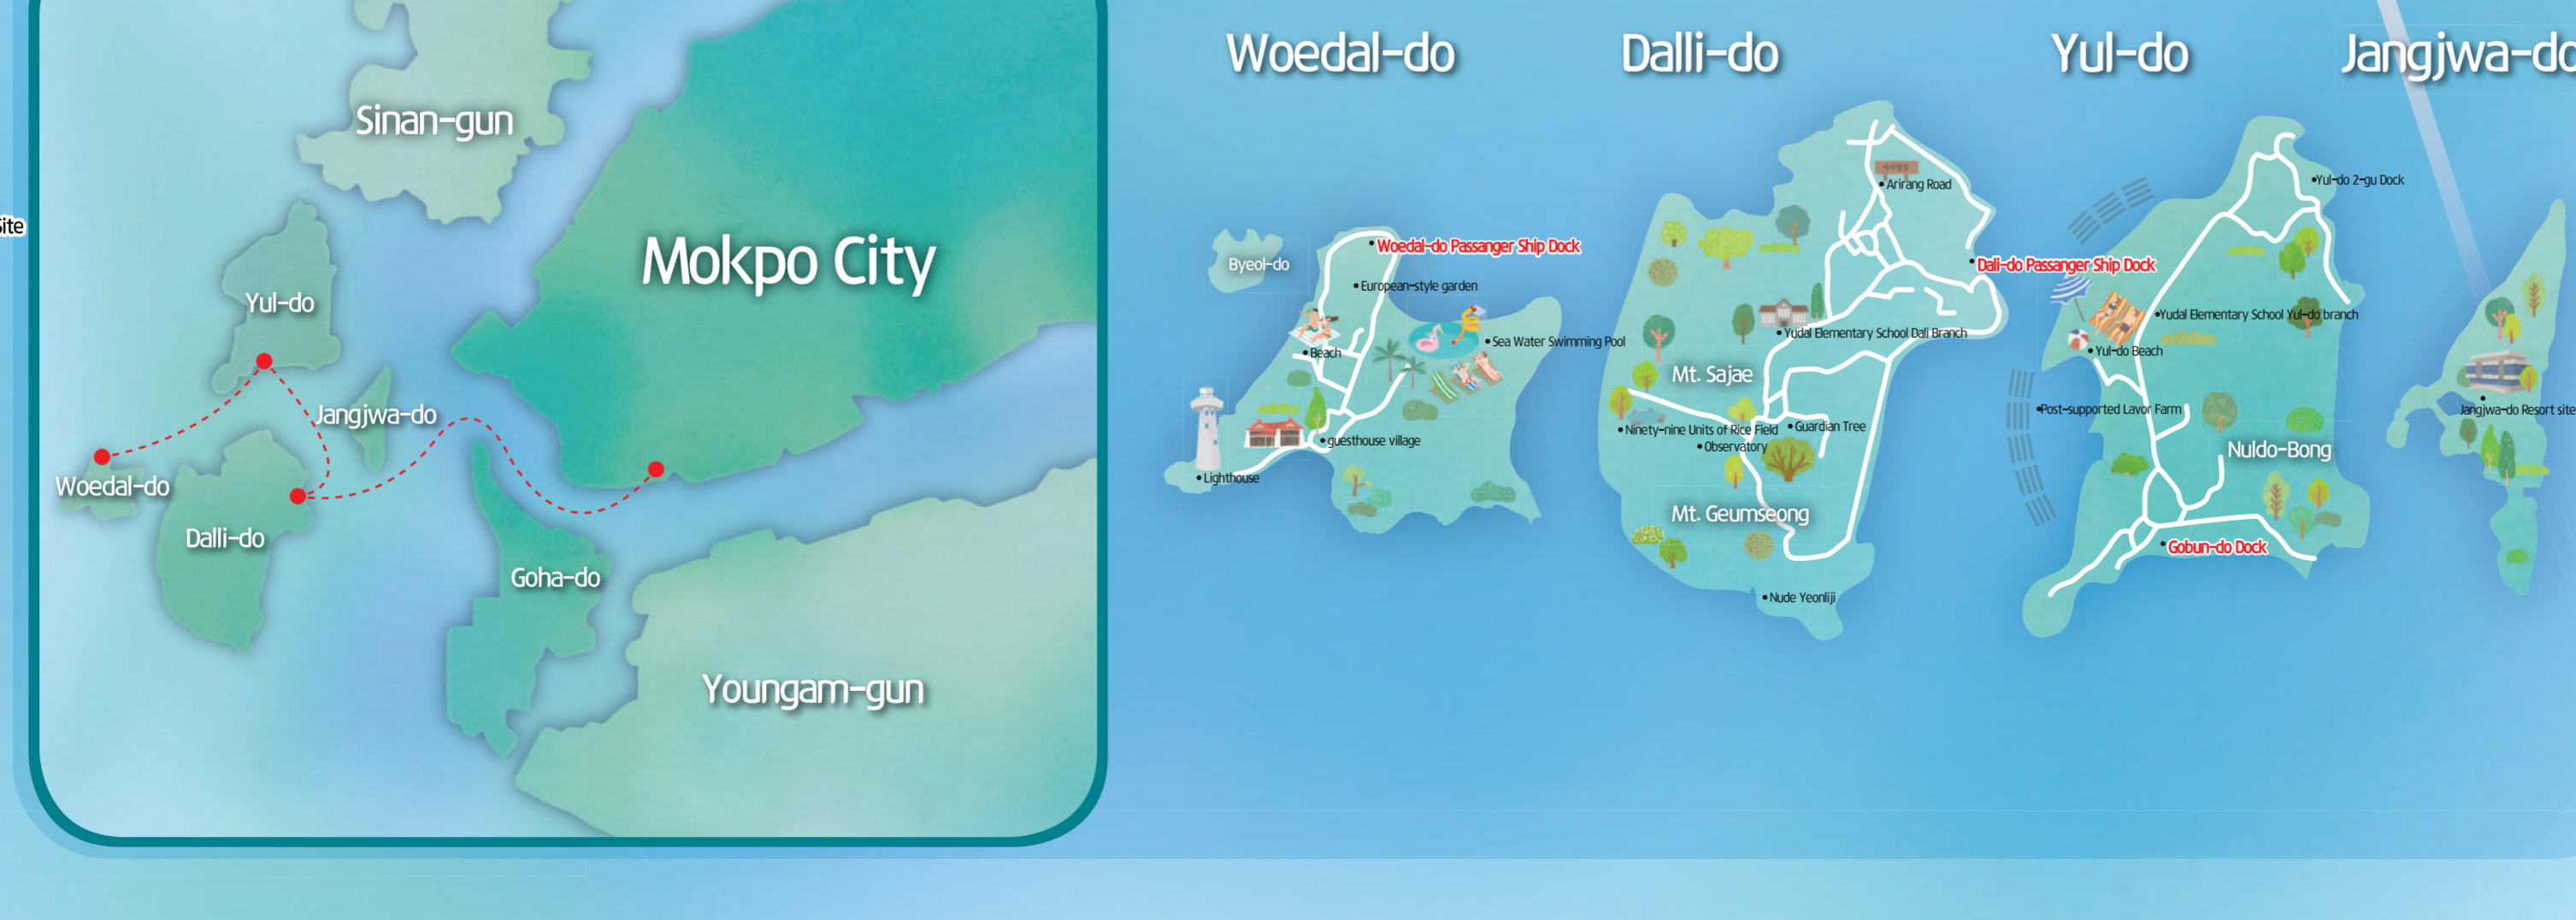 Site
Sinan-gun
Mokpo City
Yul-do
Jangjwa-do
Woedal-do
Dalli-do
Goha-do
Youngam-gun
Woedal-do
Byeol-do
Woedal-do Passanger Ship Dock
•European-style garden
•Beach
•Sea Water Swimming Pool
•guesthouse village
•Lighthouse
Dalli-do
•Arirang Road
•Dali-do Passanger Ship Dock
•Yudal Elementary School Dali Branch
Mt. Sajae
•Ninety-nine Units of Rice Field
•Guardian Tree
•Observatory
Mt. Geumseong
•Nude Yeonliji
Yul-do
•Yul-do 2-gu Dock
•Yudal Elementary School Yul-do branch
•Yul-do Beach
•Post-supported Lavor Farm
Nuldo-Bong
•Gobun-do Dock
Jangjwa-do
Jangjwa-do Resort site